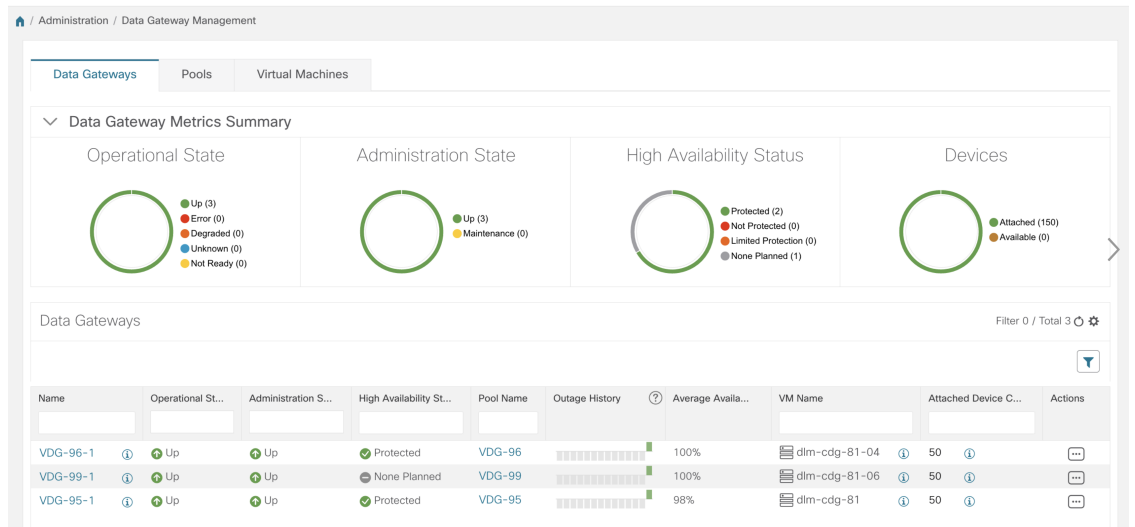 / Administration / Data Gateway Management
Data Gateways Pools Virtual Machines
Data Gateway Metrics Summary
Operational State
Up (3)
Error (0)
Degraded (0)
Unknown (0)
Not Ready (0)
Administration State
Up (3)
Maintenance (0)
High Availability Status
Protected (2)
Not Protected (0)
Limited Protection (0)
None Planned (1)
Devices
Attached (150)
Available (0)
Data Gateways Filter 0 / Total 3
Name Operational St... Administration S... High Availability St... Pool Name Outage History ? Average Availa... VM Name Attached Device C... Actions
VDG-96-1 i Up Up Protected VDG-96 100% dlm-cdg-81-04 i 50 i ...
VDG-99-1 i Up Up None Planned VDG-99 100% dlm-cdg-81-06 i 50 i ...
VDG-95-1 i Up Up Protected VDG-95 98% dlm-cdg-81 i 50 i ...